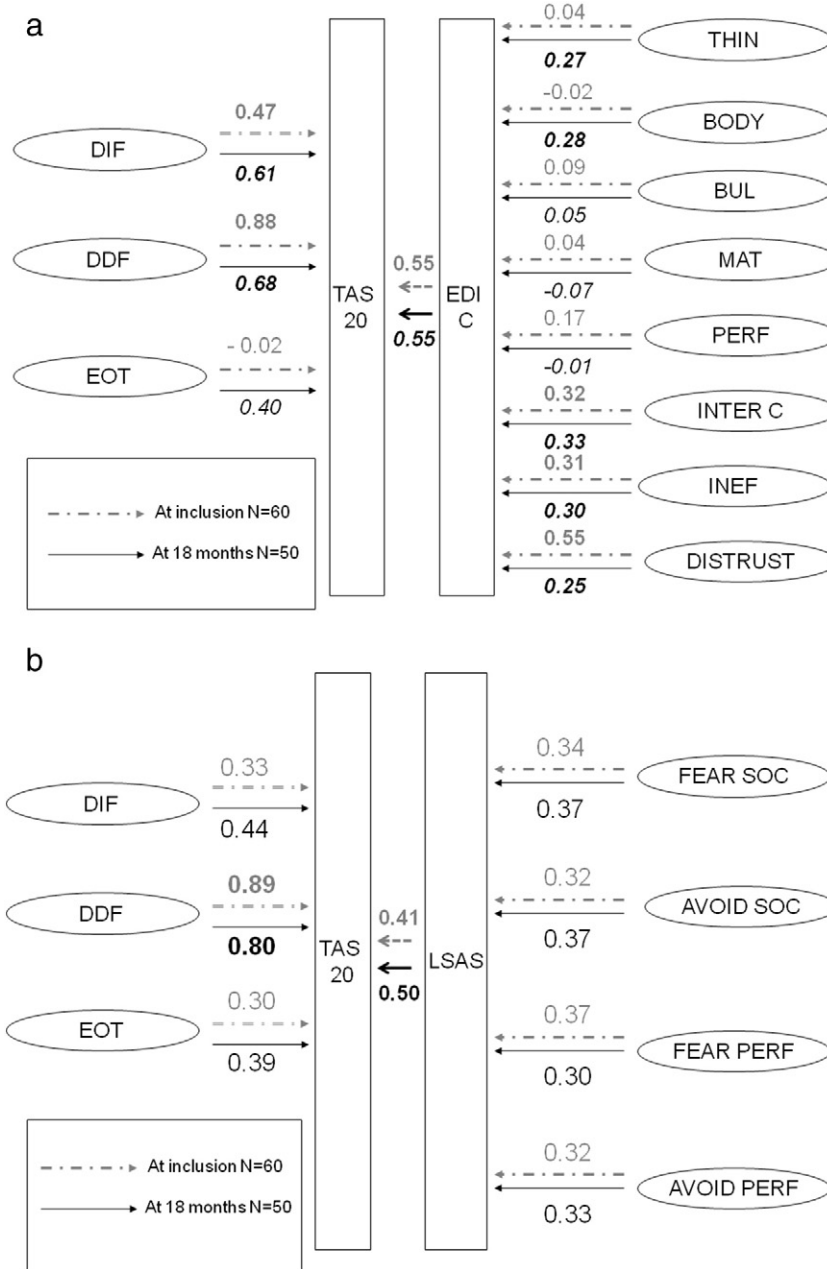 a
0.47
DIF
0.61
0.88
DDF
0.68
- 0.02
EOT
0.40
TAS
20
0.55
0.55
EDI
C
0.04
THIN
0.27
-0.02
BODY
0.28
0.09
BUL
0.05
0.04
MAT
-0.07
0.17
PERF
-0.01
0.32
INTER C
0.33
0.31
INEF
0.30
0.55
DISTRUST
0.25
At inclusion N=60
At 18 months N=50
b
0.33
DIF
0.44
0.89
DDF
0.80
0.30
EOT
0.39
TAS
20
0.41
0.50
LSAS
0.34
FEAR SOC
0.37
0.32
AVOID SOC
0.37
0.37
FEAR PERF
0.30
0.32
AVOID PERF
0.33
At inclusion N=60
At 18 months N=50